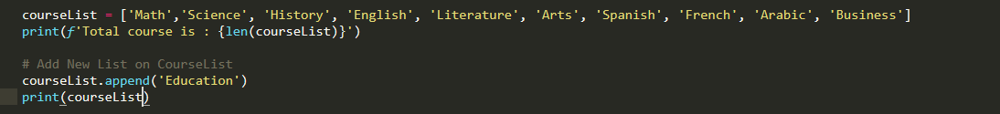 courseList = ['Math','Science', 'History', 'English', 'Literature', 'Arts', 'Spanish', 'French', 'Arabic', 'Business']
print(f'Total course is : {len(courseList)}')
# Add New List on CourseList
courseList.append('Education')
print(courseList)